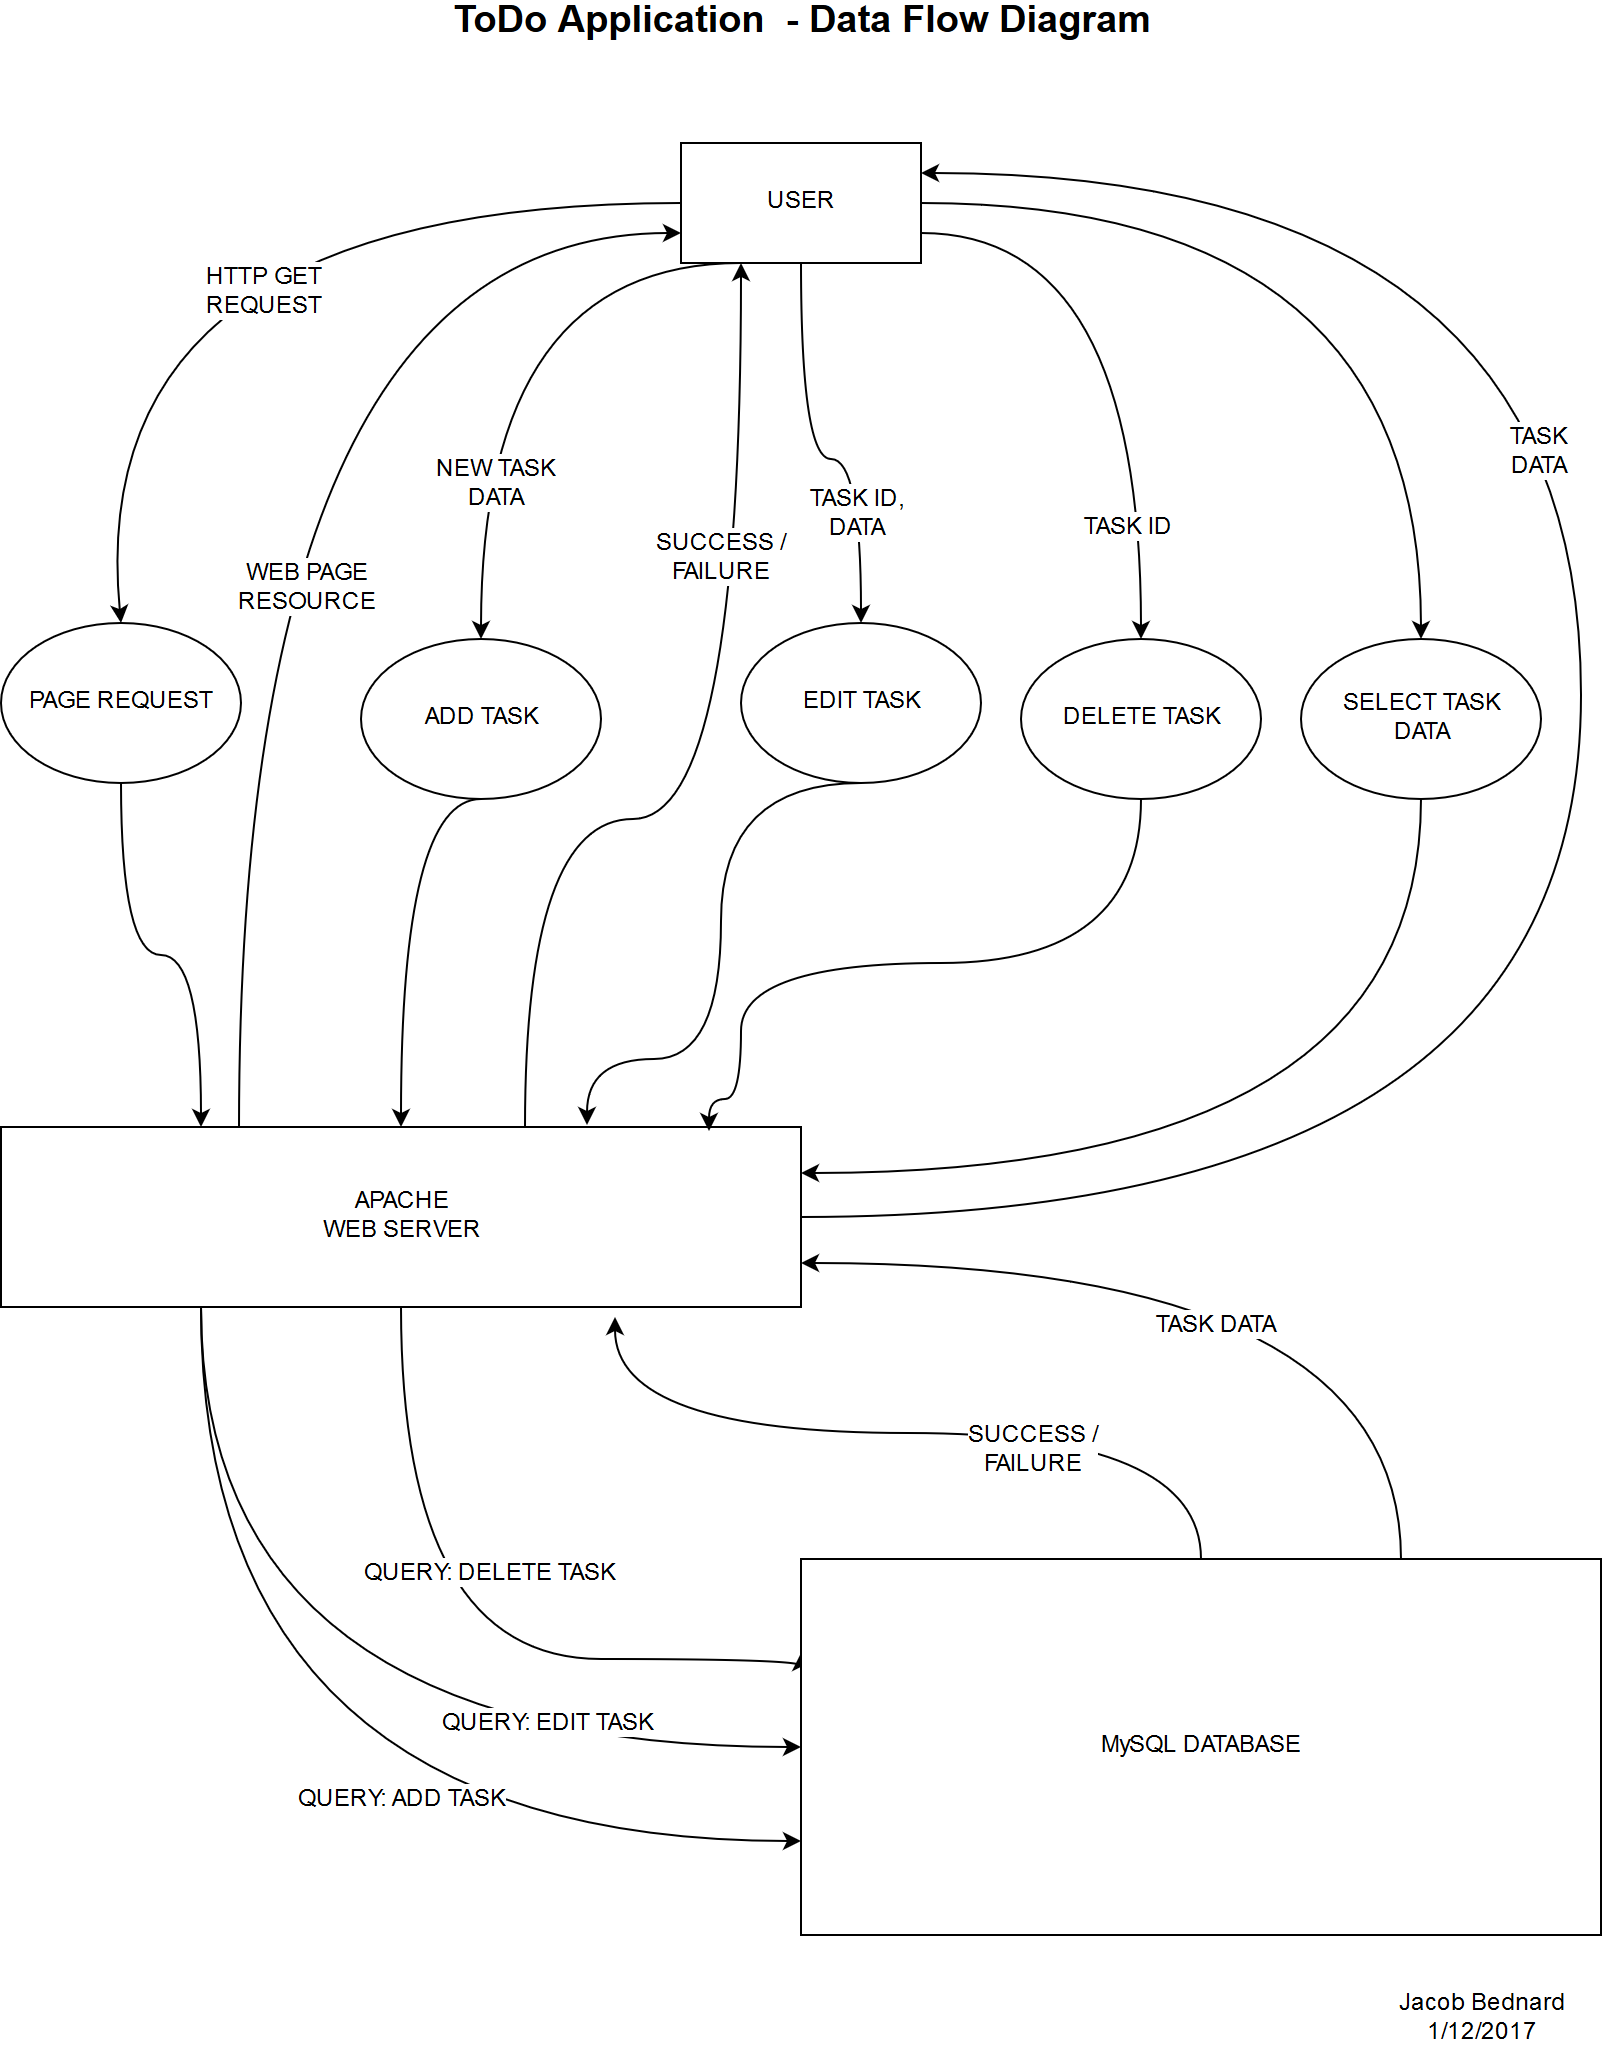 ToDo Application - Data Flow Diagram
USER
HTTP GET
REQUEST
TASK
DATA
NEW TASK
DATA
TASK ID,
DATA
TASK ID
SUCCESS /
FAILURE
WEB PAGE
RESOURCE
PAGE REQUEST
ADD TASK
EDIT TASK
DELETE TASK
SELECT TASK
DATA
APACHE
WEB SERVER
TASK DATA
SUCCESS /
FAILURE
QUERY: DELETE TASK
QUERY: EDIT TASK
MySQL DATABASE
QUERY: ADD TASK
Jacob Bednard
1/12/2017